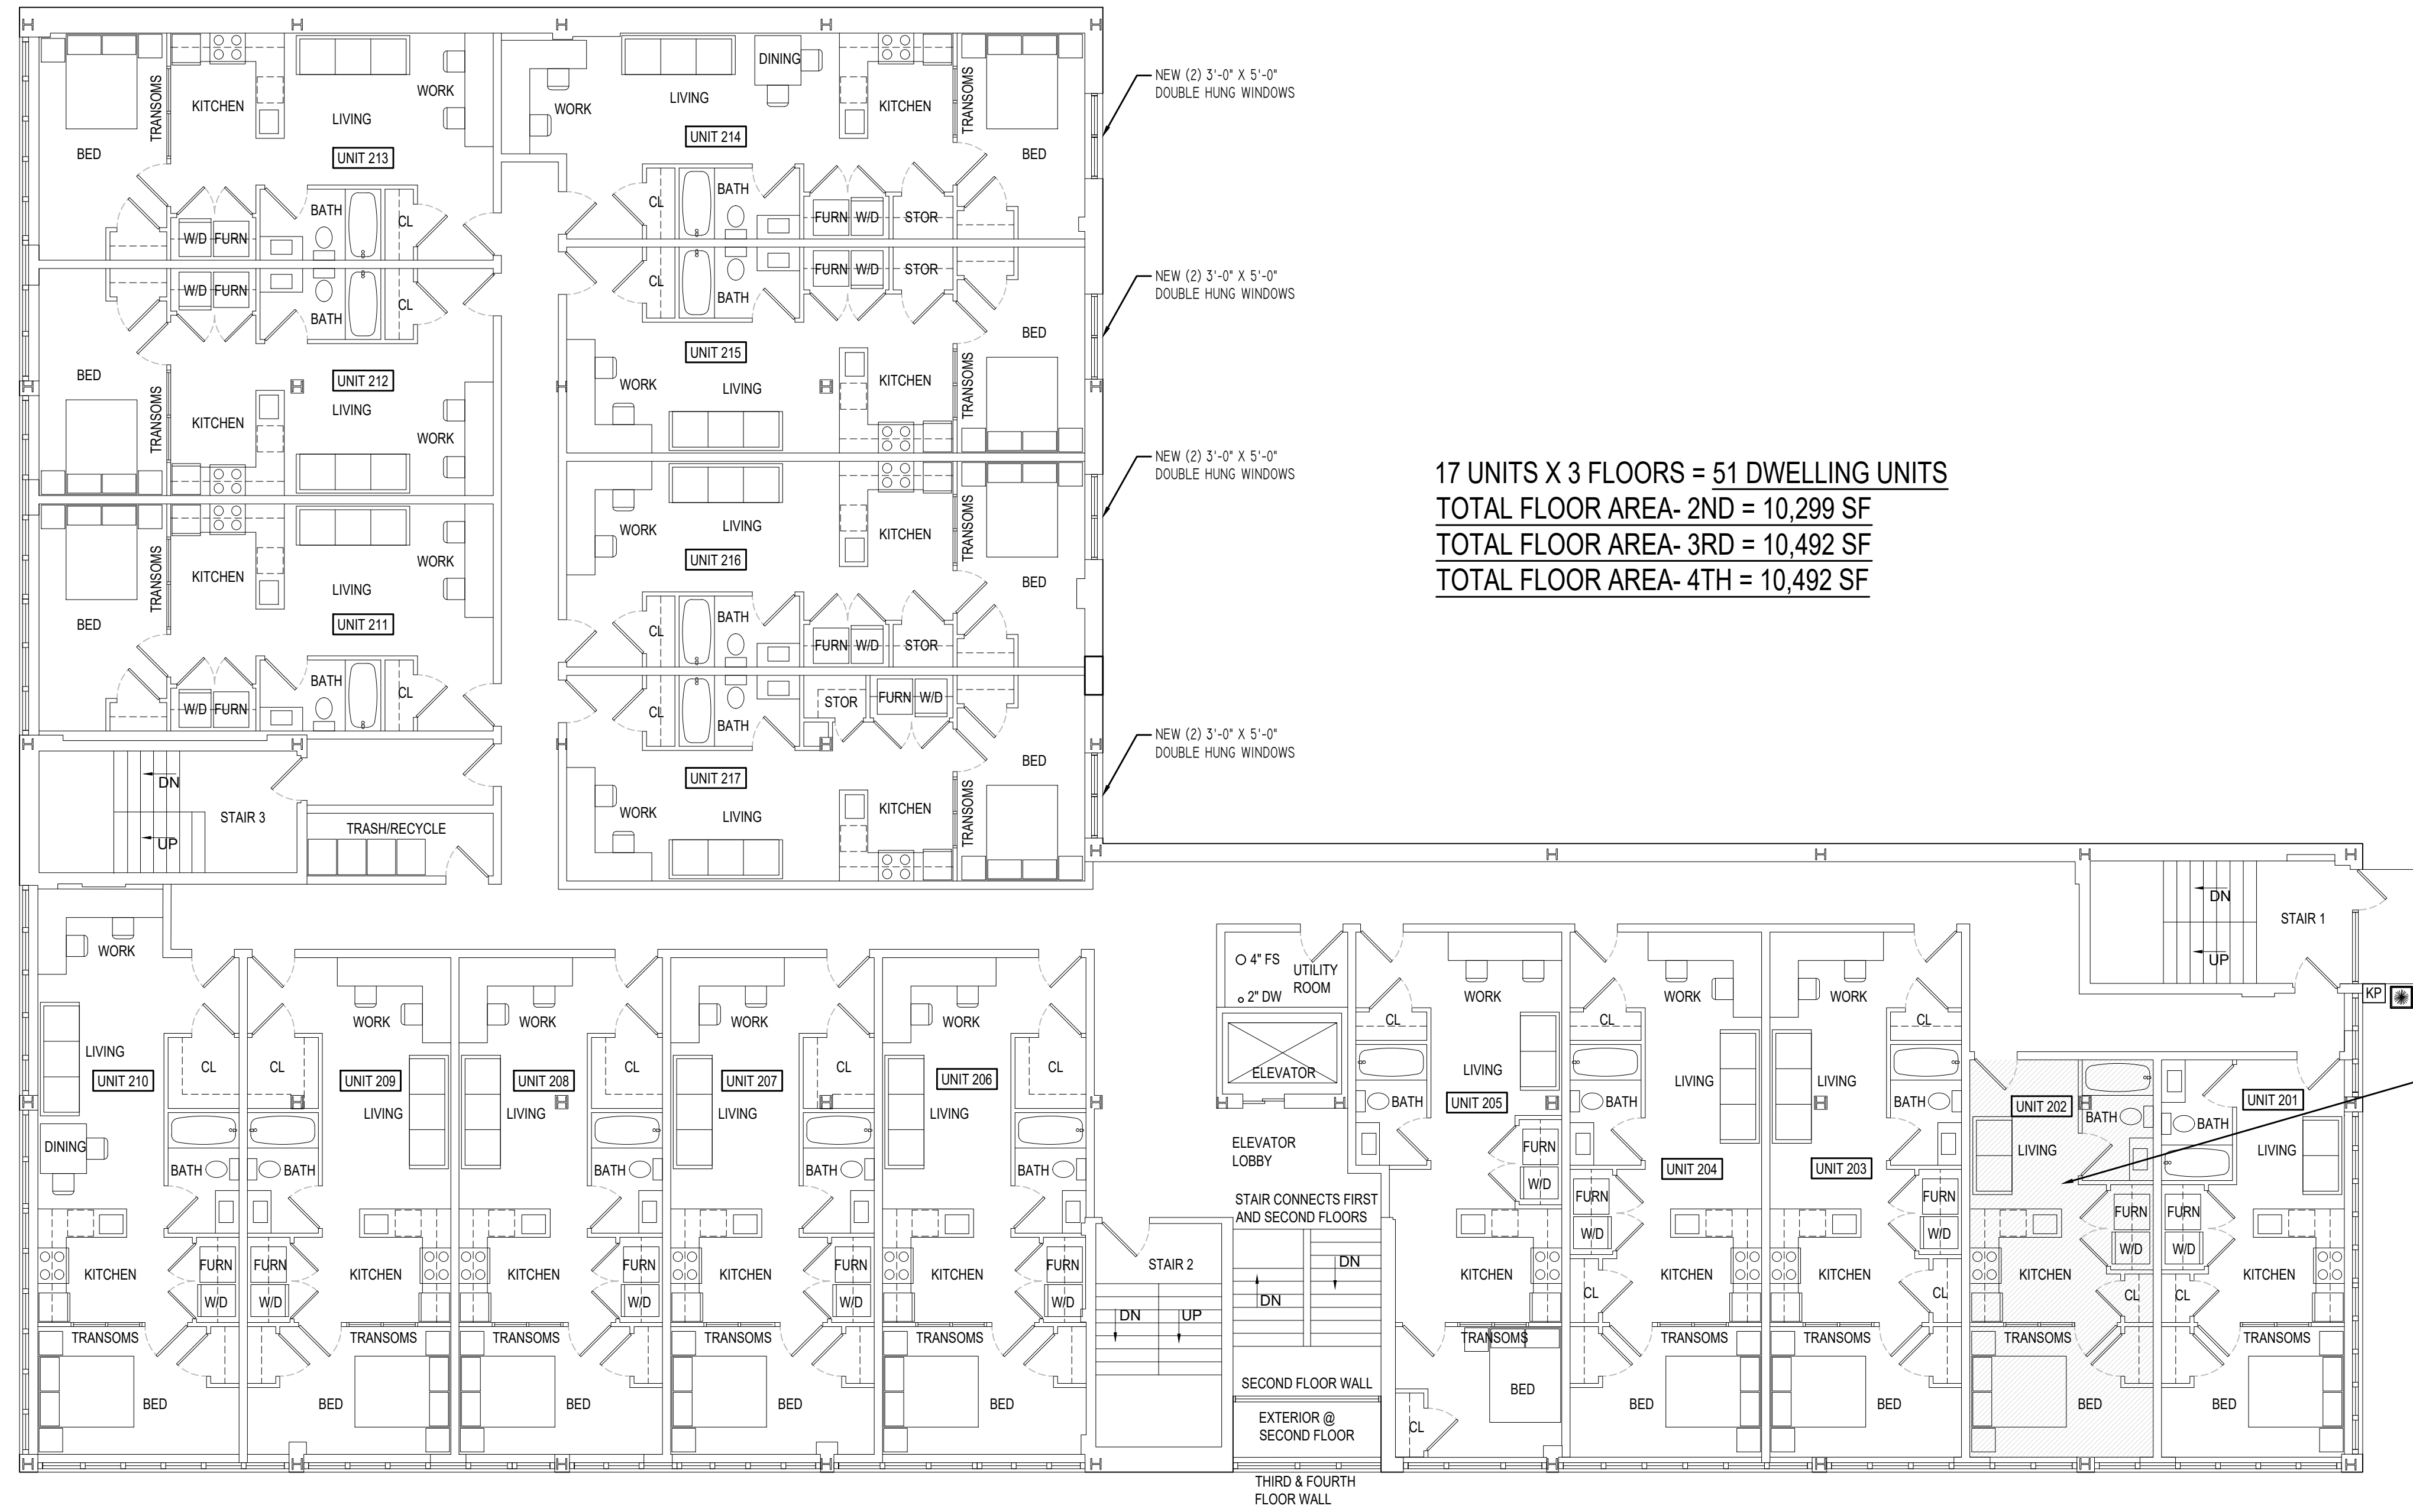 BED
TRANSOMS
KITCHEN
LIVING
WORK
UNIT 213
BATH
CL
W/D
FURN
WORK
LIVING
DINING
UNIT 214
KITCHEN
TRANSOMS
BED
CL
BATH
FURN
W/D
STOR
NEW (2) 3'-0" X 5'-0"
DOUBLE HUNG WINDOWS
W/D
FURN
BATH
CL
BED
TRANSOMS
KITCHEN
UNIT 212
LIVING
WORK
CL
BATH
FURN
W/D
STOR
UNIT 215
WORK
LIVING
KITCHEN
TRANSOMS
BED
NEW (2) 3'-0" X 5'-0"
DOUBLE HUNG WINDOWS
BED
TRANSOMS
KITCHEN
LIVING
WORK
UNIT 211
BATH
CL
W/D
FURN
WORK
LIVING
UNIT 216
KITCHEN
TRANSOMS
BED
CL
BATH
FURN
W/D
STOR
NEW (2) 3'-0" X 5'-0"
DOUBLE HUNG WINDOWS
17 UNITS X 3 FLOORS = 51 DWELLING UNITS
TOTAL FLOOR AREA- 2ND = 10,299 SF
TOTAL FLOOR AREA- 3RD = 10,492 SF
TOTAL FLOOR AREA- 4TH = 10,492 SF
CL
BATH
STOR
FURN
W/D
UNIT 217
WORK
LIVING
KITCHEN
TRANSOMS
BED
NEW (2) 3'-0" X 5'-0"
DOUBLE HUNG WINDOWS
DN
UP
STAIR 3
TRASH/RECYCLE
WORK
LIVING
UNIT 210
CL
DINING
BATH
KITCHEN
FURN
W/D
TRANSOMS
BED
WORK
CL
UNIT 209
LIVING
BATH
FURN
W/D
KITCHEN
TRANSOMS
BED
WORK
UNIT 208
CL
LIVING
BATH
KITCHEN
FURN
W/D
TRANSOMS
BED
WORK
UNIT 207
CL
LIVING
BATH
KITCHEN
FURN
W/D
TRANSOMS
BED
WORK
UNIT 206
CL
LIVING
BATH
KITCHEN
FURN
W/D
TRANSOMS
BED
STAIR 2
DN
UP
4" FS
UTILITY
ROOM
2" DW
ELEVATOR
ELEVATOR
LOBBY
STAIR CONNECTS FIRST
AND SECOND FLOORS
DN
DN
SECOND FLOOR WALL
EXTERIOR @
SECOND FLOOR
THIRD & FOURTH
FLOOR WALL
WORK
CL
LIVING
BATH
UNIT 205
FURN
W/D
KITCHEN
TRANSOMS
BED
CL
WORK
CL
LIVING
BATH
UNIT 204
FURN
W/D
KITCHEN
CL
TRANSOMS
BED
WORK
CL
LIVING
BATH
UNIT 203
FURN
W/D
KITCHEN
CL
TRANSOMS
BED
UNIT 202
BATH
LIVING
FURN
W/D
KITCHEN
CL
TRANSOMS
BED
DN
UP
STAIR 1
KP
UNIT 201
BATH
LIVING
FURN
W/D
KITCHEN
CL
TRANSOMS
BED